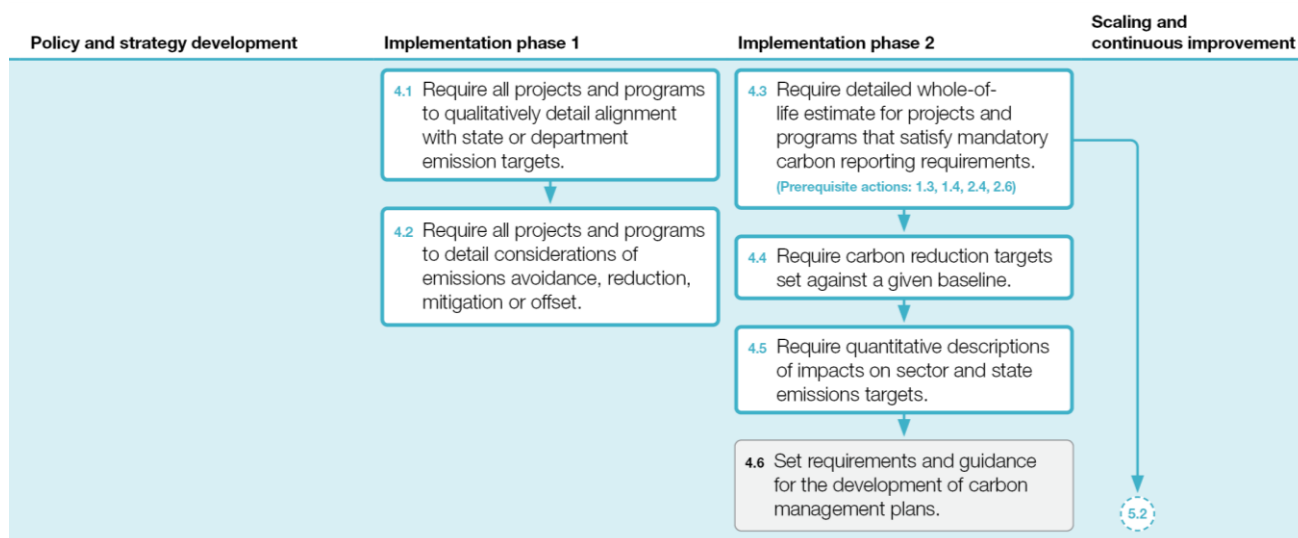 Policy and strategy development
Implementation phase 1
Implementation phase 2
Scaling and
continuous improvement
4.1 Require all projects and programs
to qualitatively detail alignment
with state or department
emission targets.
4.2 Require all projects and programs
to detail considerations of
emissions avoidance, reduction,
mitigation or offset.
4.3 Require detailed whole-of-
life estimate for projects and
programs that satisfy mandatory
carbon reporting requirements.
(Prerequisite actions: 1.3, 1.4, 2.4, 2.6)
4.4 Require carbon reduction targets
set against a given baseline.
4.5 Require quantitative descriptions
of impacts on sector and state
emissions targets.
4.6 Set requirements and guidance
for the development of carbon
management plans.
5.2